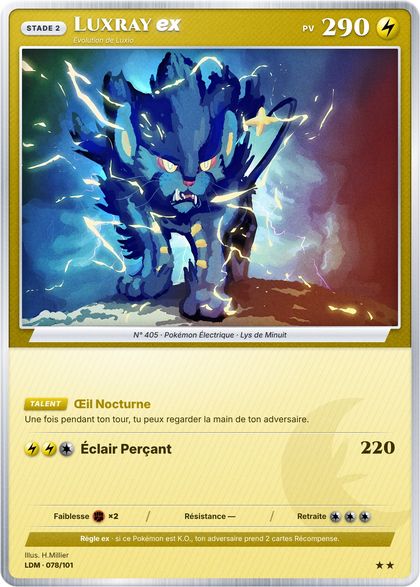 STADE 2 LUXRAY ex PV 290
Évolution de Luxio
N° 405 · Pokémon Électrique · Lys de Minuit
TALENT Œil Nocturne
Une fois pendant ton tour, tu peux regarder la main de ton adversaire.
Éclair Perçant 220
Faiblesse ×2 / Résistance — / Retraite
Règle ex · si ce Pokémon est K.O., ton adversaire prend 2 cartes Récompense.
Illus. H.Millier
LDM · 078/101 ★★